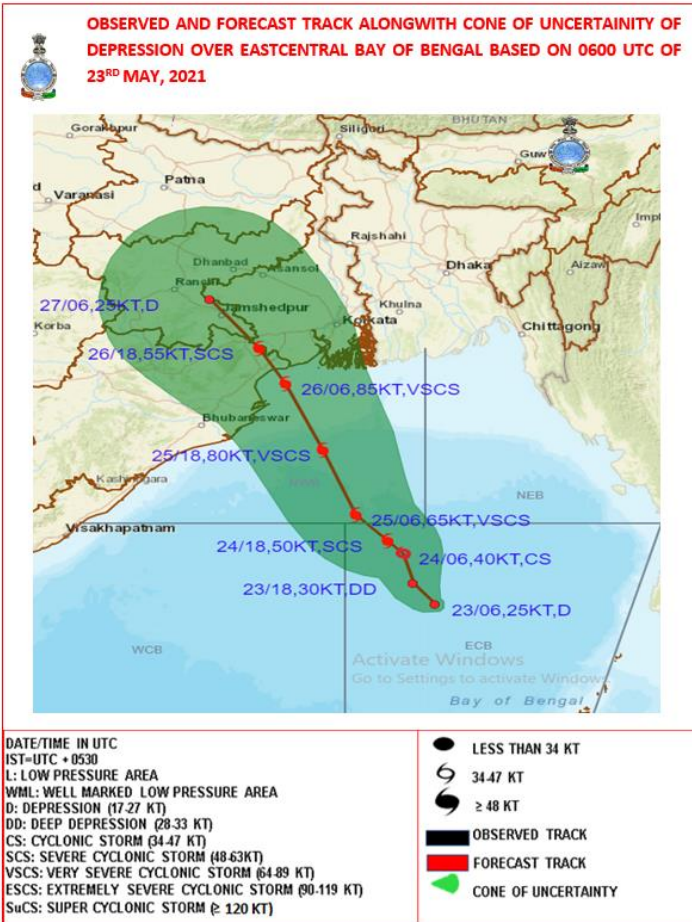 OBSERVED AND FORECAST TRACK ALONGWITH CONE OF UNCERTAINITY OF
DEPRESSION OVER EASTCENTRAL BAY OF BENGAL BASED ON 0600 UTC OF
23RD MAY, 2021
Gorakpur
Siliguri
BHUTAN
Guw
Patna
Varanasi
Impl
Rajshahi
Dhanbad
Asansol
Dhaka
Aizaw
Ranchi
27/06,25KT,D
Jamshedpur
Khulna
Korba
Kolkata
Chittagong
26/18,55KT,SCS
26/06,85KT,VSCS
Bhubaneswar
25/18,80KT,VSCS
NWB
NEB
Visakhapatnam
25/06,65KT,VSCS
24/18,50KT,SCS
24/06,40KT,CS
23/18,30KT,DD
23/06,25KT,D
WCB
ECB
Activate Windows
Go to Settings to activate Windows.
Bay of Bengal
DATE/TIME IN UTC
IST=UTC + 0530
L: LOW PRESSURE AREA
WML: WELL MARKED LOW PRESSURE AREA
D: DEPRESSION (17-27 KT)
DD: DEEP DEPRESSION (28-33 KT)
CS: CYCLONIC STORM (34-47 KT)
SCS: SEVERE CYCLONIC STORM (48-63KT)
VSCS: VERY SEVERE CYCLONIC STORM (64-89 KT)
ESCS: EXTREMELY SEVERE CYCLONIC STORM (90-119 KT)
SuCS: SUPER CYCLONIC STORM (≥ 120 KT)
LESS THAN 34 KT
34-47 KT
≥ 48 KT
OBSERVED TRACK
FORECAST TRACK
CONE OF UNCERTAINTY